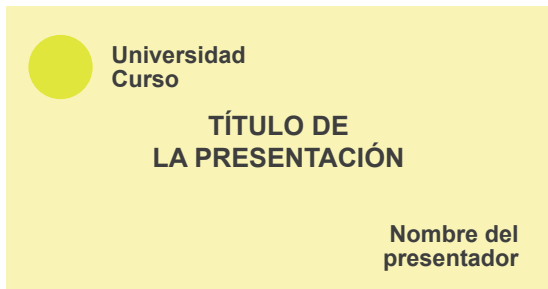 Universidad
Curso
TÍTULO DE
LA PRESENTACIÓN
Nombre del
presentador